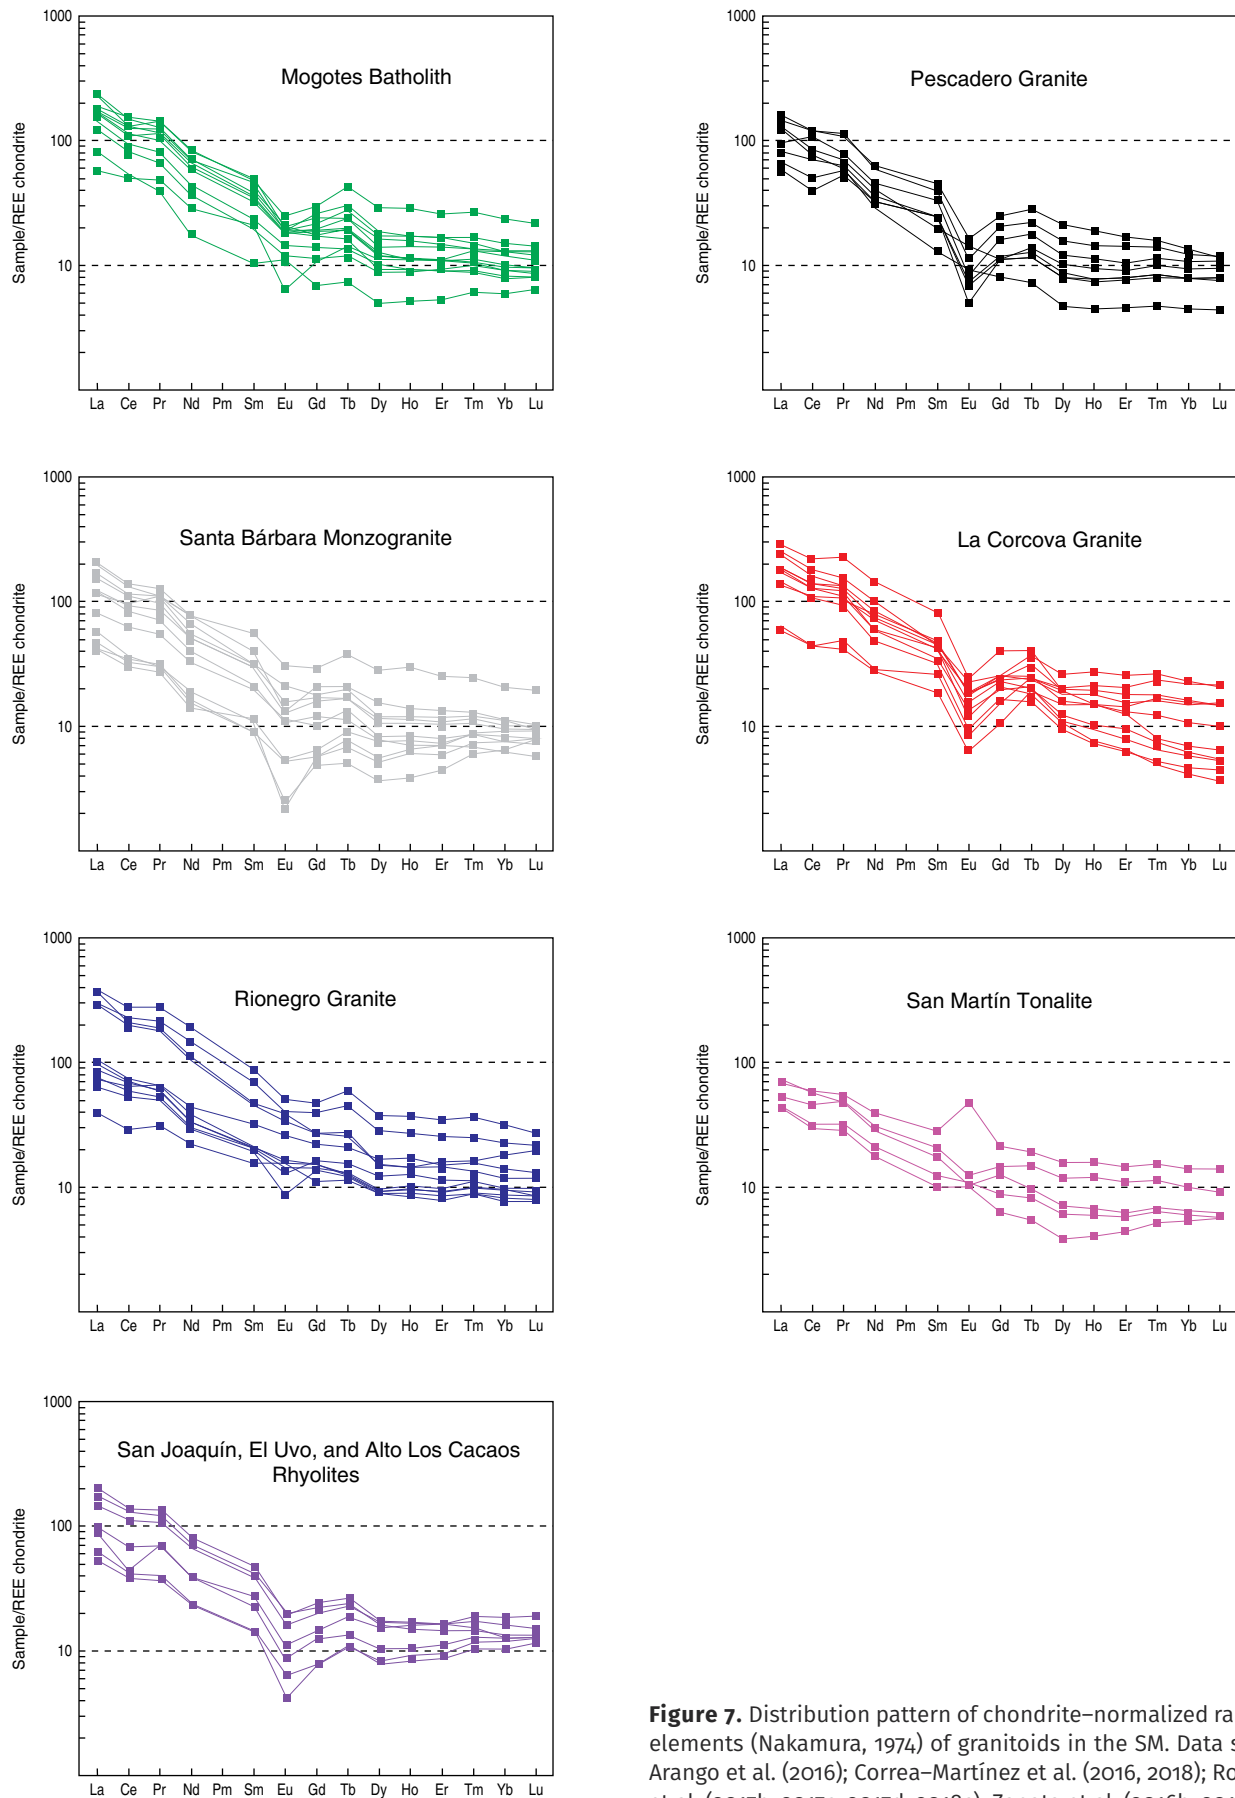 1000
100
10
Sample/REE chondrite
Mogotes Batholith
La Ce Pr Nd Pm Sm Eu Gd Tb Dy Ho Er Tm Yb Lu
1000
100
10
Sample/REE chondrite
Pescadero Granite
La Ce Pr Nd Pm Sm Eu Gd Tb Dy Ho Er Tm Yb Lu
1000
100
10
Sample/REE chondrite
Santa Bárbara Monzogranite
La Ce Pr Nd Pm Sm Eu Gd Tb Dy Ho Er Tm Yb Lu
1000
100
10
Sample/REE chondrite
La Corcova Granite
La Ce Pr Nd Pm Sm Eu Gd Tb Dy Ho Er Tm Yb Lu
1000
100
10
Sample/REE chondrite
Rionegro Granite
La Ce Pr Nd Pm Sm Eu Gd Tb Dy Ho Er Tm Yb Lu
1000
100
10
Sample/REE chondrite
San Martín Tonalite
La Ce Pr Nd Pm Sm Eu Gd Tb Dy Ho Er Tm Yb Lu
1000
100
10
Sample/REE chondrite
San Joaquín, El Uvo, and Alto Los Cacaos
Rhyolites
La Ce Pr Nd Pm Sm Eu Gd Tb Dy Ho Er Tm Yb Lu
Figure 7. Distribution pattern of chondrite–normalized ra
elements (Nakamura, 1974) of granitoids in the SM. Data s
Arango et al. (2016); Correa–Martínez et al. (2016, 2018); Ro